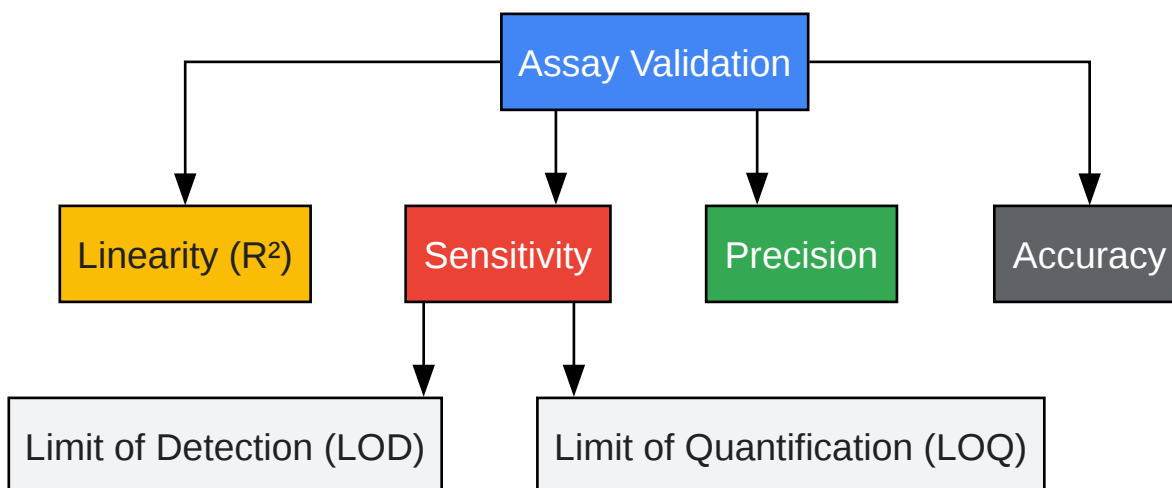 Assay Validation
Linearity (R²)
Sensitivity
Precision
Accuracy
Limit of Detection (LOD)
Limit of Quantification (LOQ)